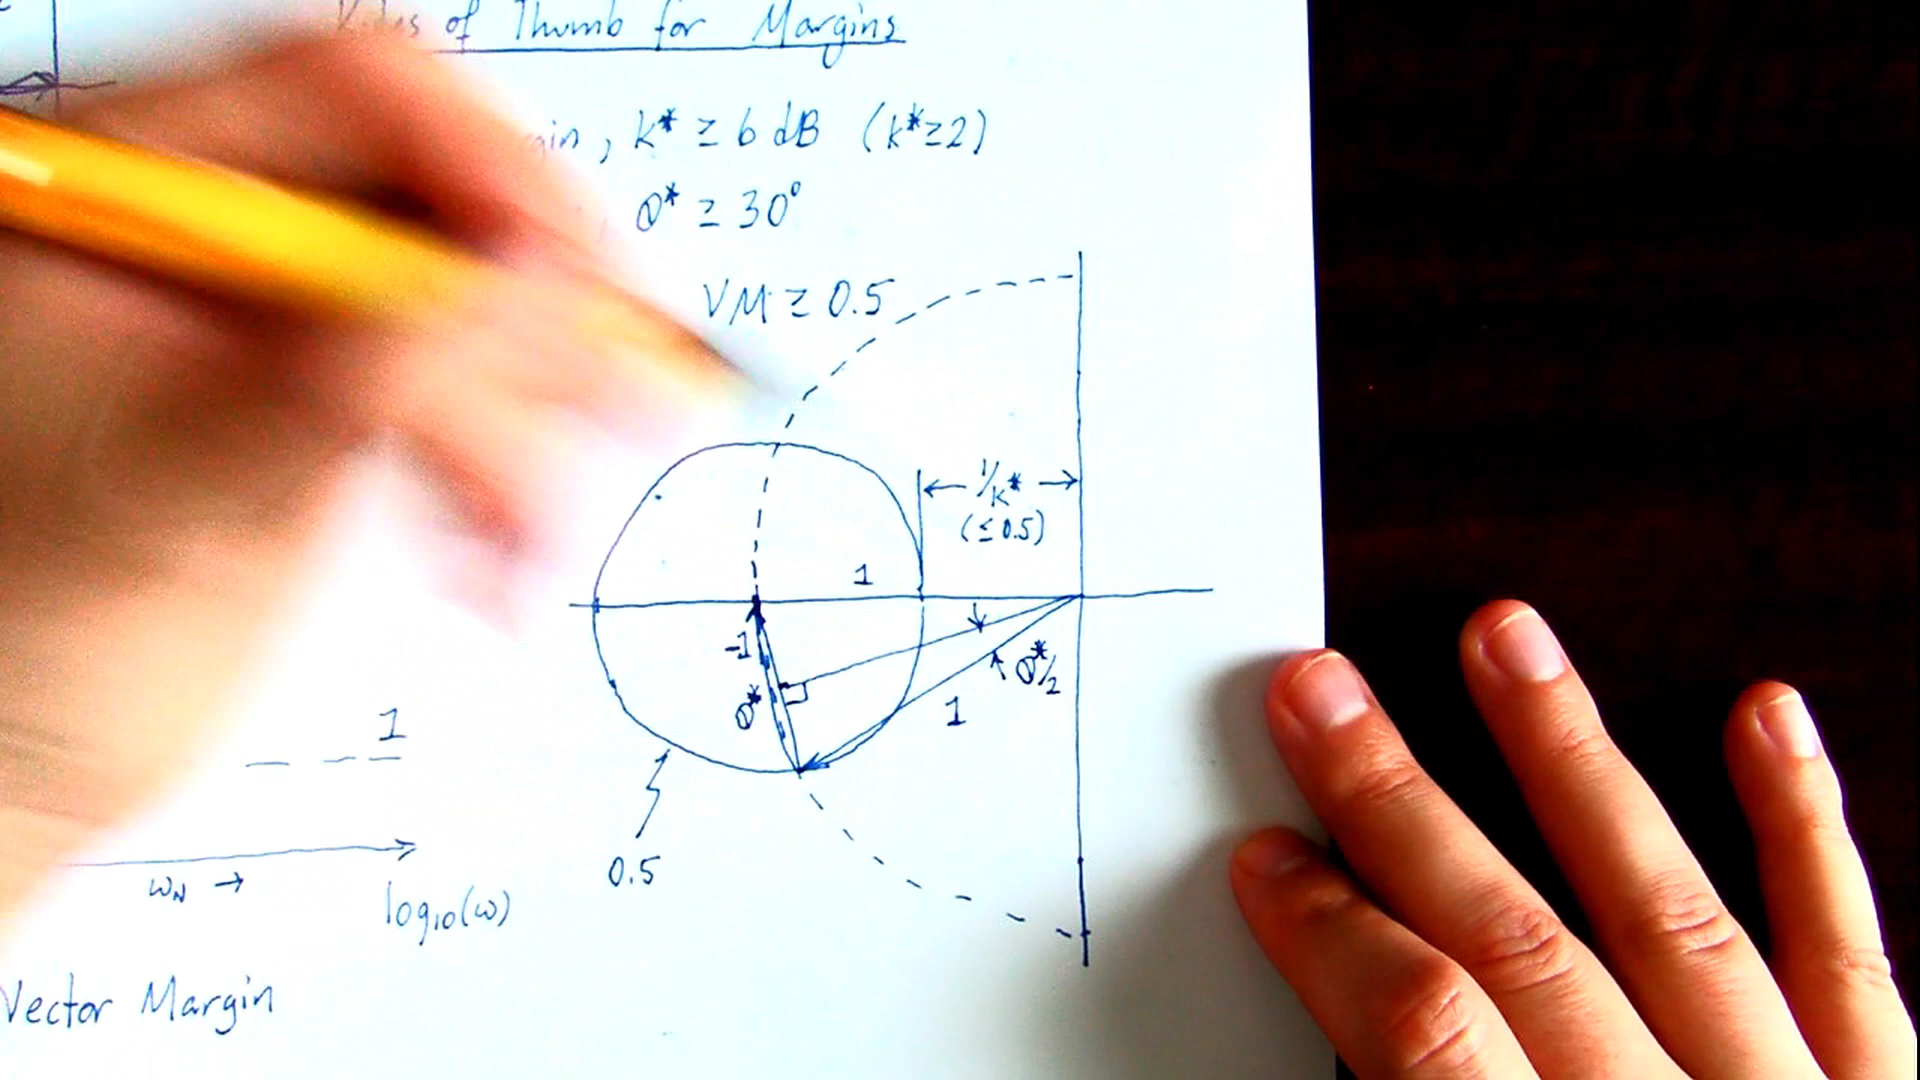 of Thumb for Margins
, k* ≥ 6 dB (k* ≥ 2)
Φ* ≥ 30°
VM ≥ 0.5
1/k*
(≤ 0.5)
1
-1
Φ*/2
Φ*
1
1
0.5
ωN →
log10(ω)
Vector Margin